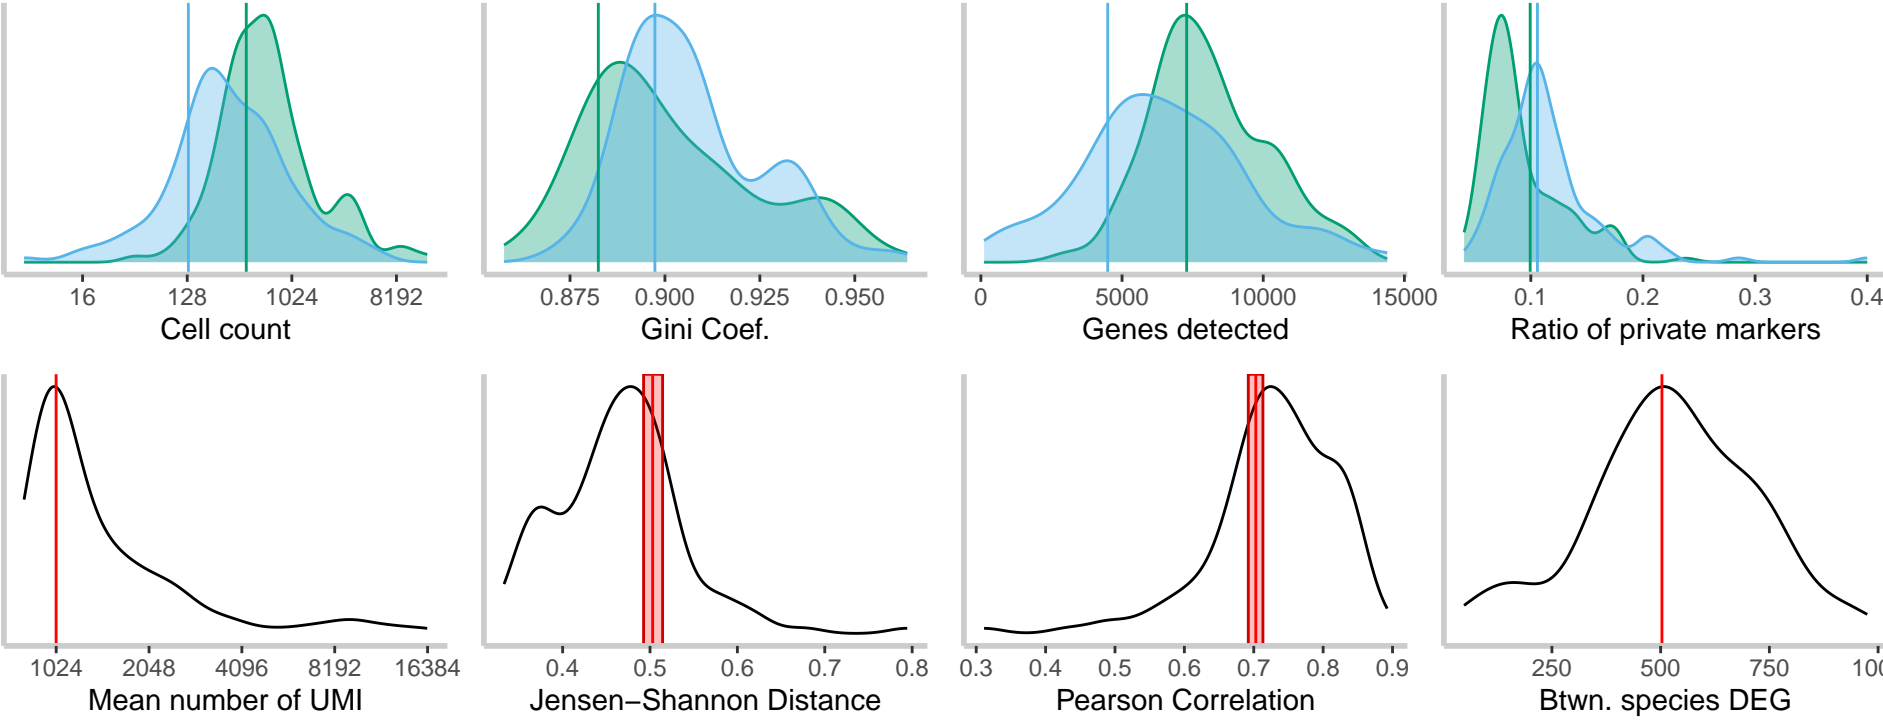 16 128 1024 8192
Cell count
0.875 0.900 0.925 0.950
Gini Coef.
0 5000 10000 15000
Genes detected
0.1 0.2 0.3 0.4
Ratio of private markers
1024 2048 4096 8192 16384
Mean number of UMI
0.4 0.5 0.6 0.7 0.8
Jensen−Shannon Distance
0.3 0.4 0.5 0.6 0.7 0.8 0.9
Pearson Correlation
250 500 750
Btwn. species DEG